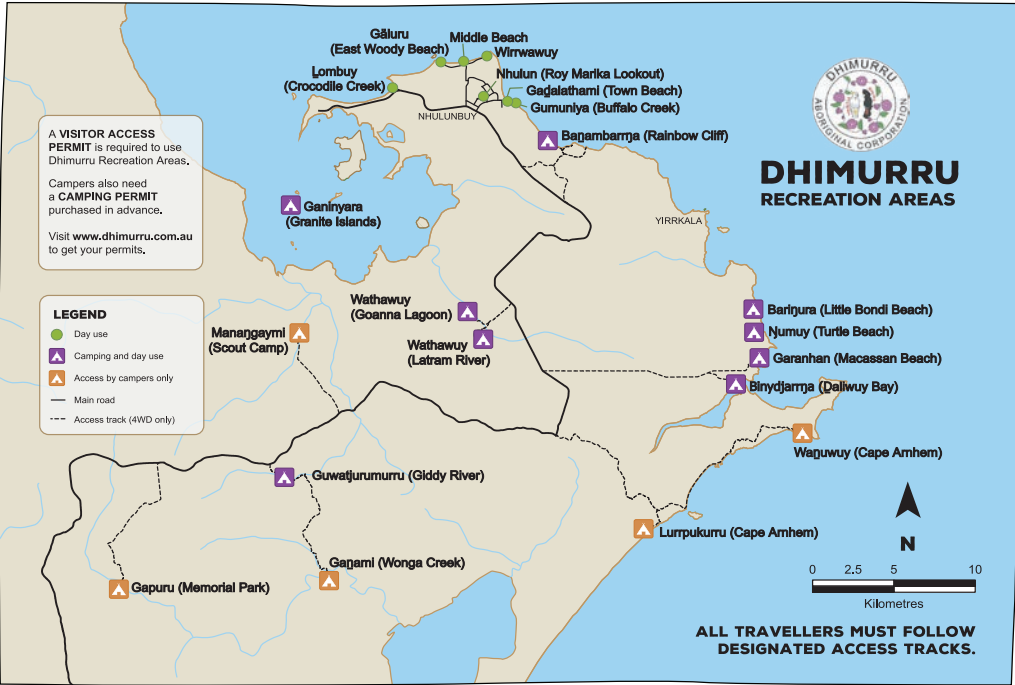 Gäluru
(East Woody Beach)
Middle Beach
Wirrwawuy
Lombuy
(Crocodile Creek)
Nhulun (Roy Marika Lookout)
Gaḏalathami (Town Beach)
Gumuniya (Buffalo Creek)
NHULUNBUY
Baṉambarrŋa (Rainbow Cliff)
DHIMURRU
ABORIGINAL CORPORATION
DHIMURRU
RECREATION AREAS
A VISITOR ACCESS
PERMIT is required to use
Dhimurru Recreation Areas.
Campers also need
a CAMPING PERMIT
purchased in advance.
Visit www.dhimurru.com.au
to get your permits.
Ganinyara
(Granite Islands)
YIRRKALA
LEGEND
Day use
Camping and day use
Access by campers only
Main road
Access track (4WD only)
Manaŋgaymi
(Scout Camp)
Wathawuy
(Goanna Lagoon)
Wathawuy
(Latram River)
Bariŋura (Little Bondi Beach)
Ṉumuy (Turtle Beach)
Garanhan (Macassan Beach)
Binydjarrŋa (Daliwuy Bay)
Waṉuwuy (Cape Arnhem)
Guwatjurumurru (Giddy River)
Lurrpukurru (Cape Arnhem)
Gaṉami (Wonga Creek)
Gapuru (Memorial Park)
N
0 2.5 5 10
Kilometres
ALL TRAVELLERS MUST FOLLOW
DESIGNATED ACCESS TRACKS.